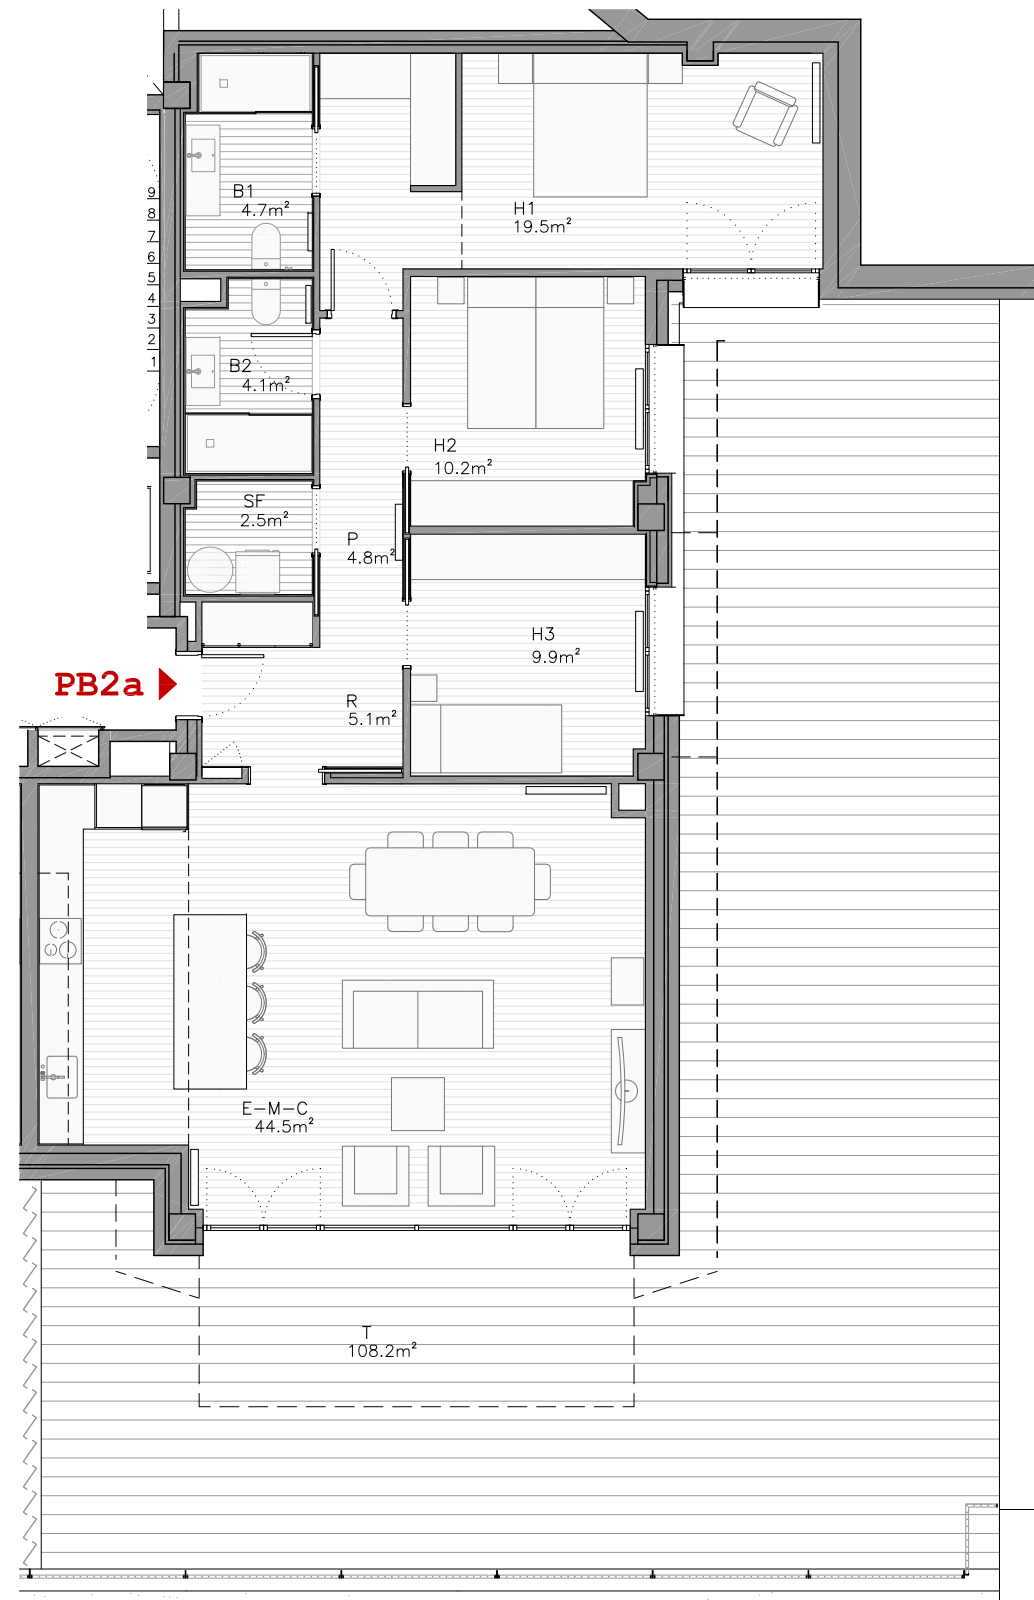 B1
4.7m²
H1
19.5m²
9
8
7
6
5
4
3
2
1
B2
4.1m²
H2
10.2m²
SF
2.5m²
P
4.8m²
H3
9.9m²
PB2a
R
5.1m²
E-M-C
44.5m²
T
108.2m²